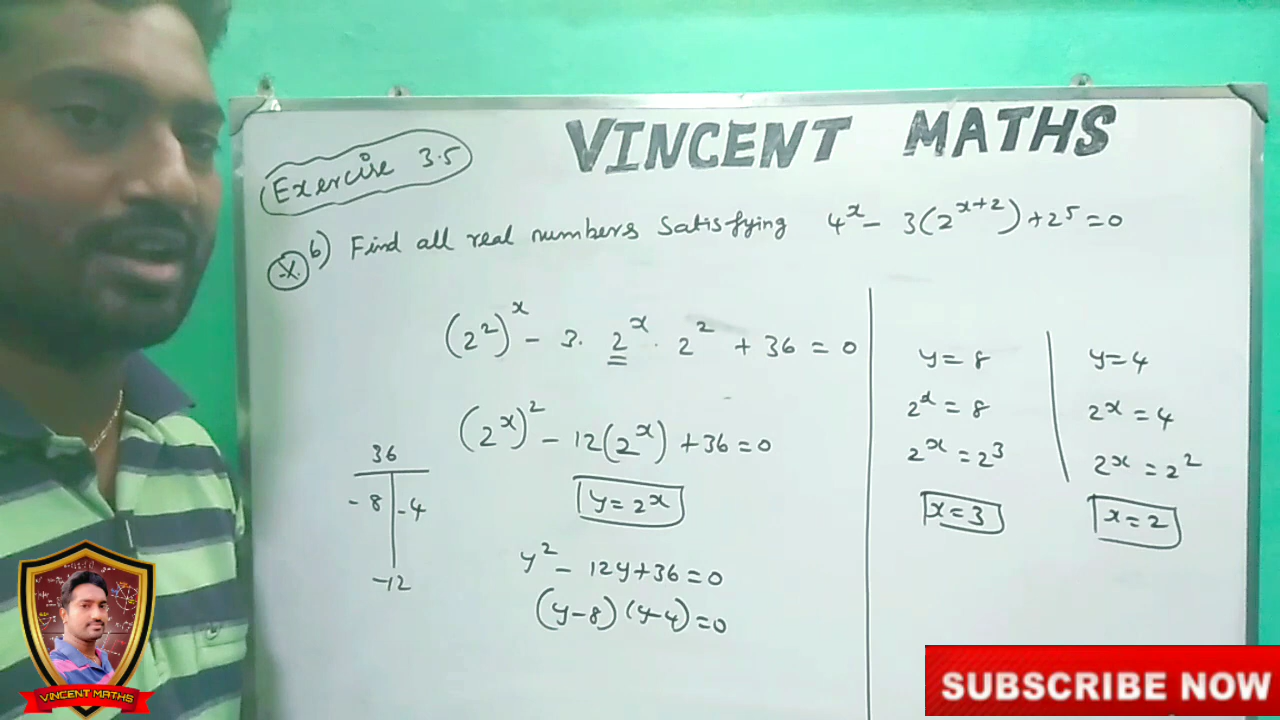 VINCENT MATHS
Exercise 3.5
* 6) Find all real numbers satisfying 4^x - 3(2^{x+2}) + 2^5 = 0
(2^2)^x - 3. 2^x . 2^2 + 36 = 0
(2^x)^2 - 12(2^x) + 36 = 0
y = 2^x
y^2 - 12y + 36 = 0
(y-8)(y-4) = 0
36
-8 | -4
-12
y = 8
2^x = 8
2^x = 2^3
x = 3
y = 4
2^x = 4
2^x = 2^2
x = 2
VINCENT MATHS
SUBSCRIBE NOW